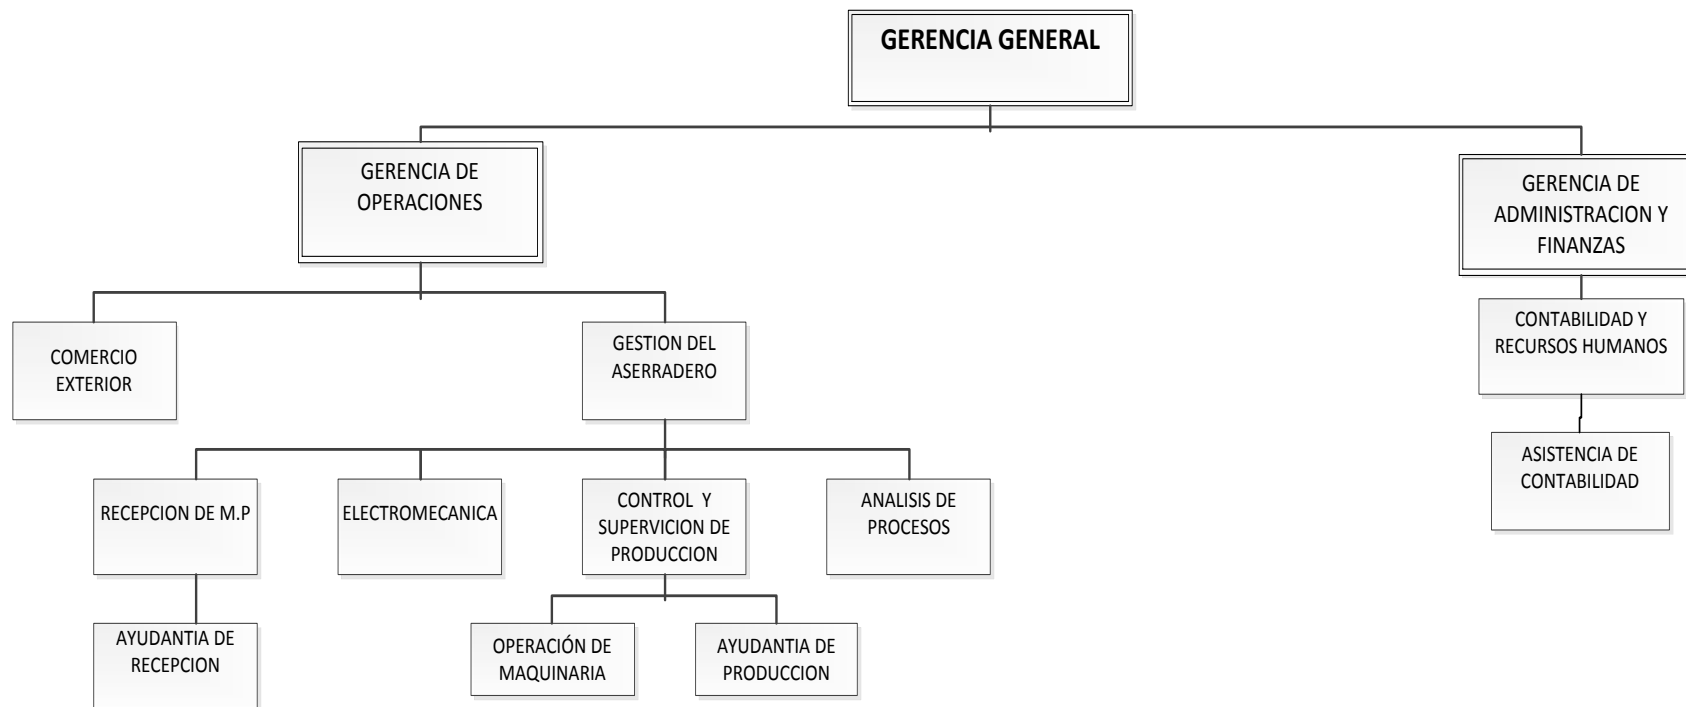 GERENCIA GENERAL
GERENCIA DE
OPERACIONES
GERENCIA DE
ADMINISTRACION Y
FINANZAS
COMERCIO
EXTERIOR
GESTION DEL
ASERRADERO
CONTABILIDAD Y
RECURSOS HUMANOS
ASISTENCIA DE
CONTABILIDAD
RECEPCION DE M.P
ELECTROMECANICA
CONTROL Y
SUPERVICION DE
PRODUCCION
ANALISIS DE
PROCESOS
AYUDANTIA DE
RECEPCION
OPERACIÓN DE
MAQUINARIA
AYUDANTIA DE
PRODUCCION